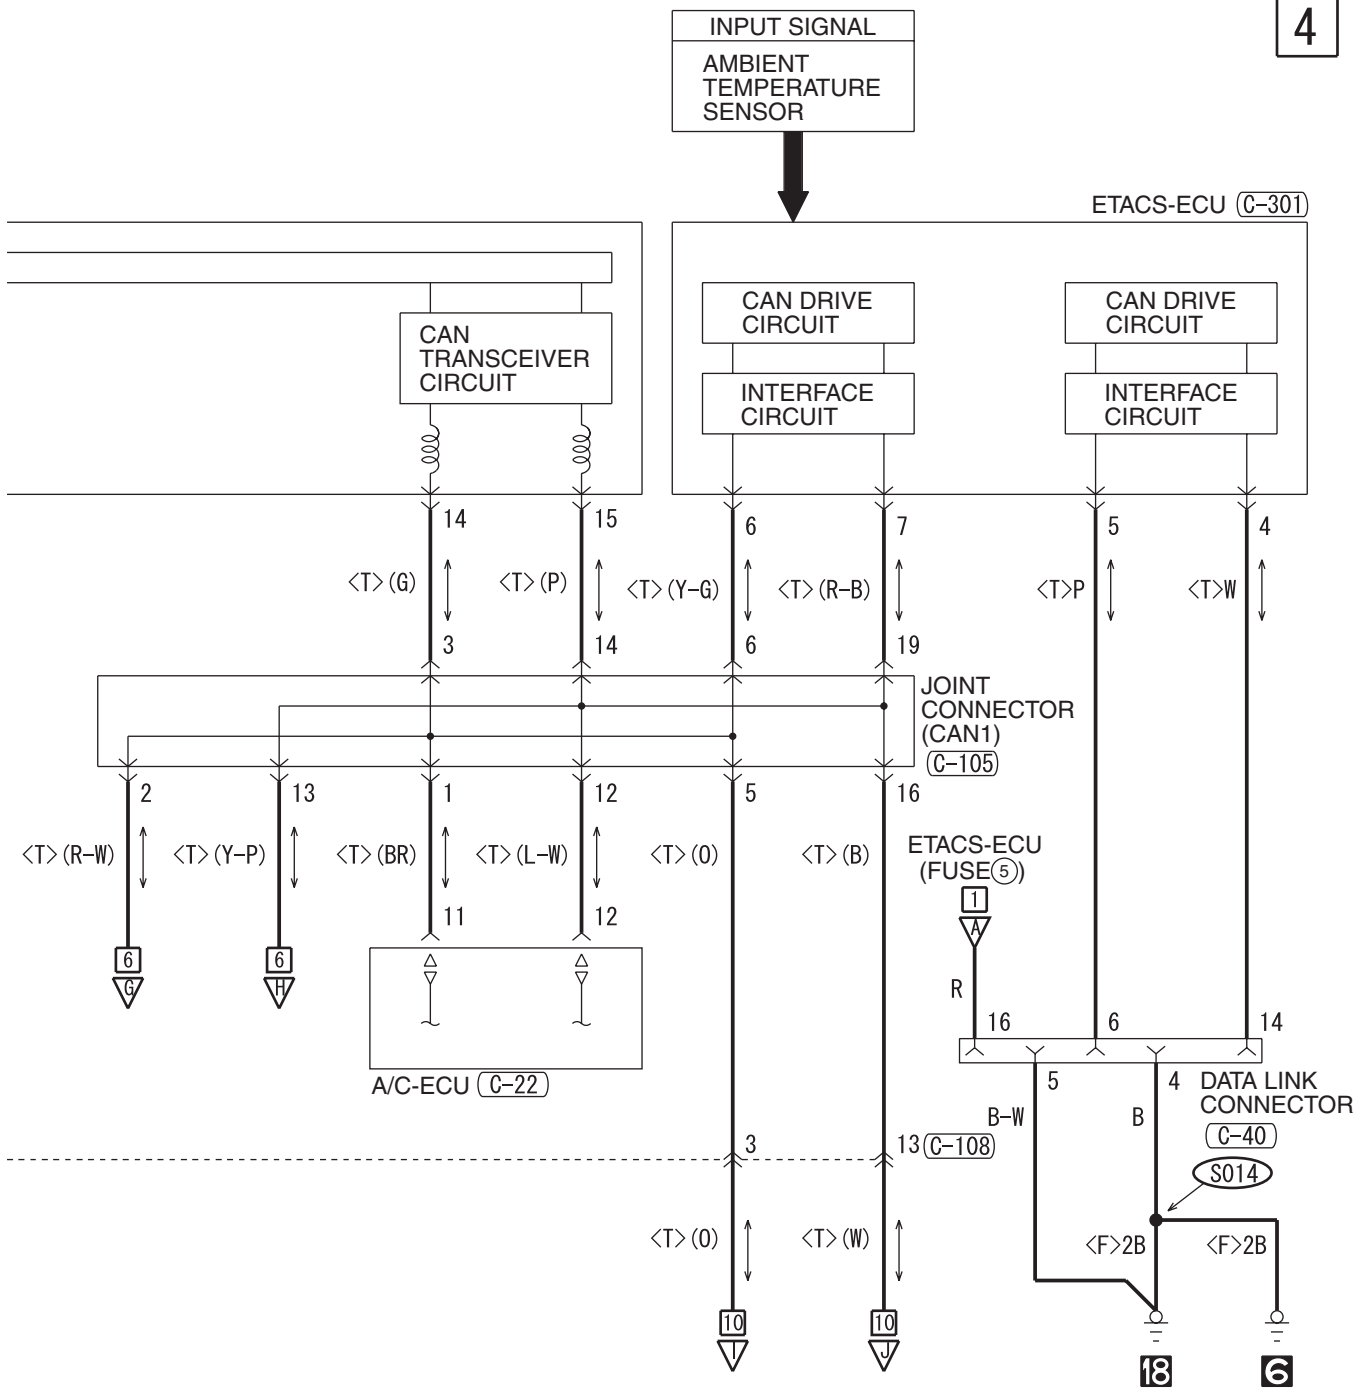 4
INPUT SIGNAL
AMBIENT
TEMPERATURE
SENSOR
ETACS-ECU C-301
CAN DRIVE
CIRCUIT
CAN DRIVE
CIRCUIT
CAN
TRANSCEIVER
CIRCUIT
INTERFACE
CIRCUIT
INTERFACE
CIRCUIT
14 15 6 7 5 4
<T>(G) <T>(P) <T>(Y-G) <T>(R-B) <T>P <T>W
3 14 6 19
JOINT
CONNECTOR
(CAN1)
C-105
2 13 1 12 5 16
<T>(R-W) <T>(Y-P) <T>(BR) <T>(L-W) <T>(O) <T>(B)
ETACS-ECU
(FUSE⑤)
1
A
11 12
6 6
G H
R
16 6 14
A/C-ECU C-22
5 4
DATA LINK
CONNECTOR
C-40
B-W B
3 13 C-108
S014
<T>(O) <T>(W) <F>2B <F>2B
10 10
I J
18 6